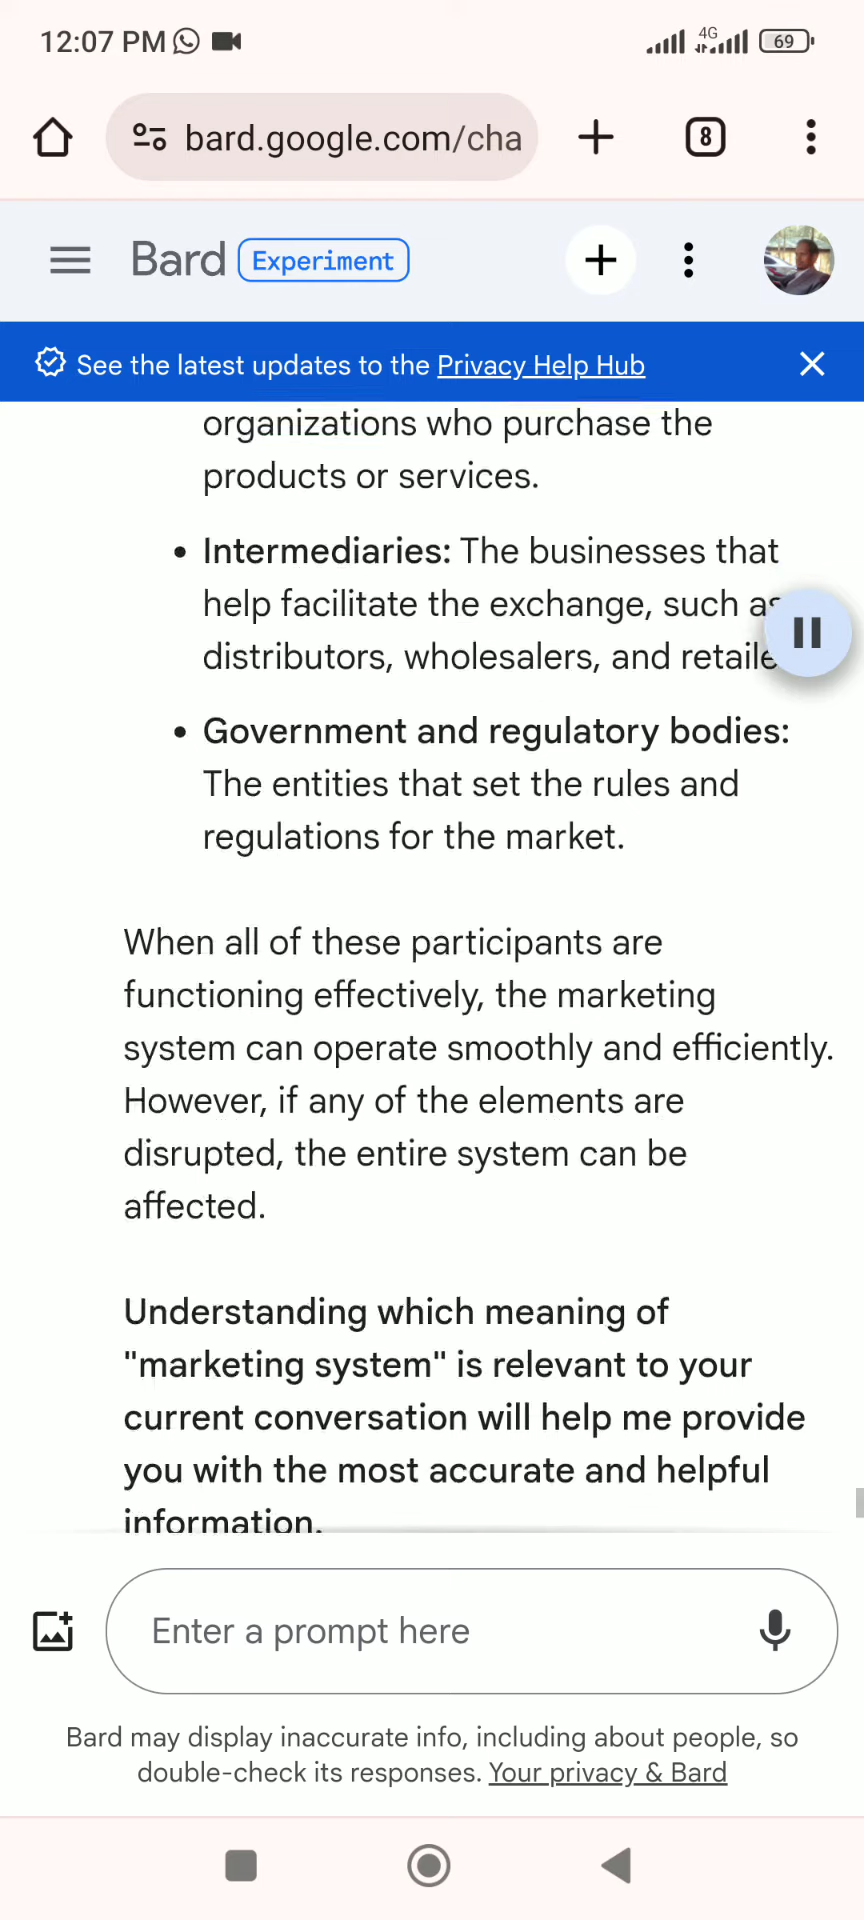 12:07 PM
4G
69
bard.google.com/cha
8
Bard Experiment
See the latest updates to the Privacy Help Hub
organizations who purchase the
products or services.
• Intermediaries: The businesses that
help facilitate the exchange, such as
distributors, wholesalers, and retaile
• Government and regulatory bodies:
The entities that set the rules and
regulations for the market.
When all of these participants are
functioning effectively, the marketing
system can operate smoothly and efficiently.
However, if any of the elements are
disrupted, the entire system can be
affected.
Understanding which meaning of
"marketing system" is relevant to your
current conversation will help me provide
you with the most accurate and helpful
information.
Enter a prompt here
Bard may display inaccurate info, including about people, so
double-check its responses. Your privacy & Bard